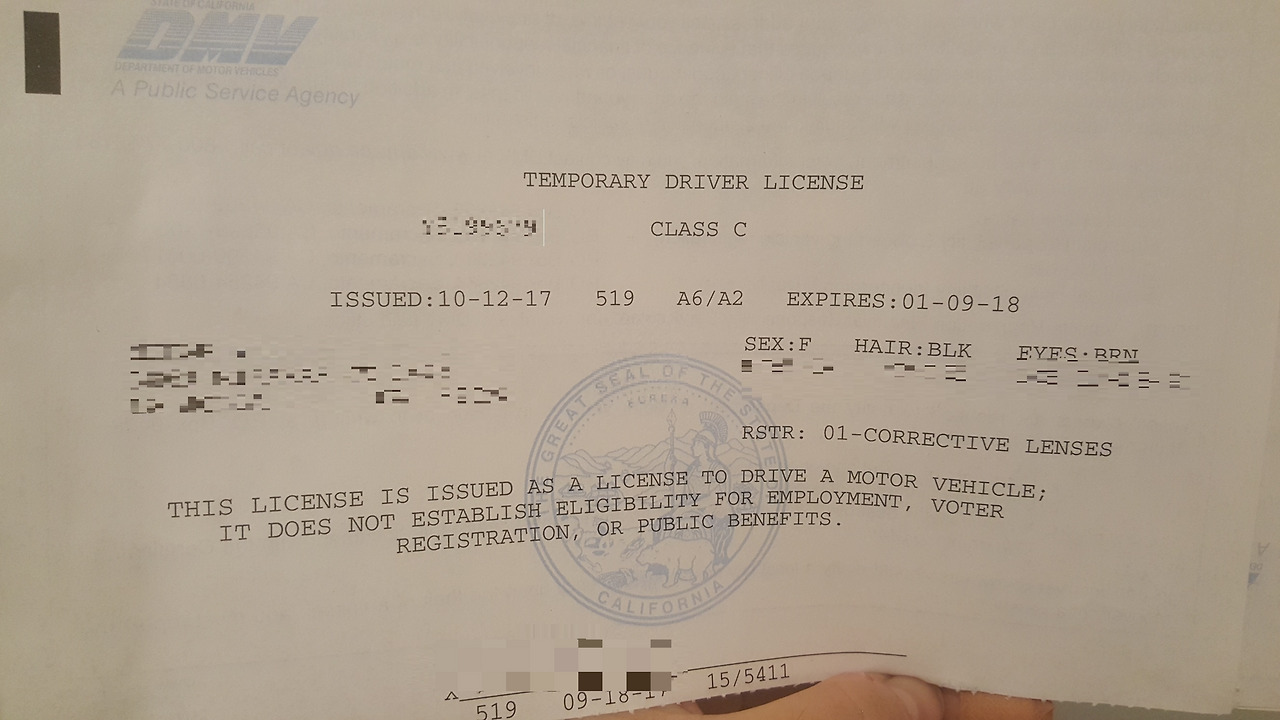 STATE OF CALIFORNIA
DMV
DEPARTMENT OF MOTOR VEHICLES
A Public Service Agency
TEMPORARY DRIVER LICENSE
CLASS C
ISSUED:10-12-17 519 A6/A2 EXPIRES:01-09-18
SEX:F HAIR:BLK EYES:BRN
RSTR: 01-CORRECTIVE LENSES
GREAT SEAL OF THE STATE
EUREKA
THIS LICENSE IS ISSUED AS A LICENSE TO DRIVE A MOTOR VEHICLE;
IT DOES NOT ESTABLISH ELIGIBILITY FOR EMPLOYMENT, VOTER
REGISTRATION, OR PUBLIC BENEFITS.
CALIFORNIA
X
519 09-18-17 15/5411